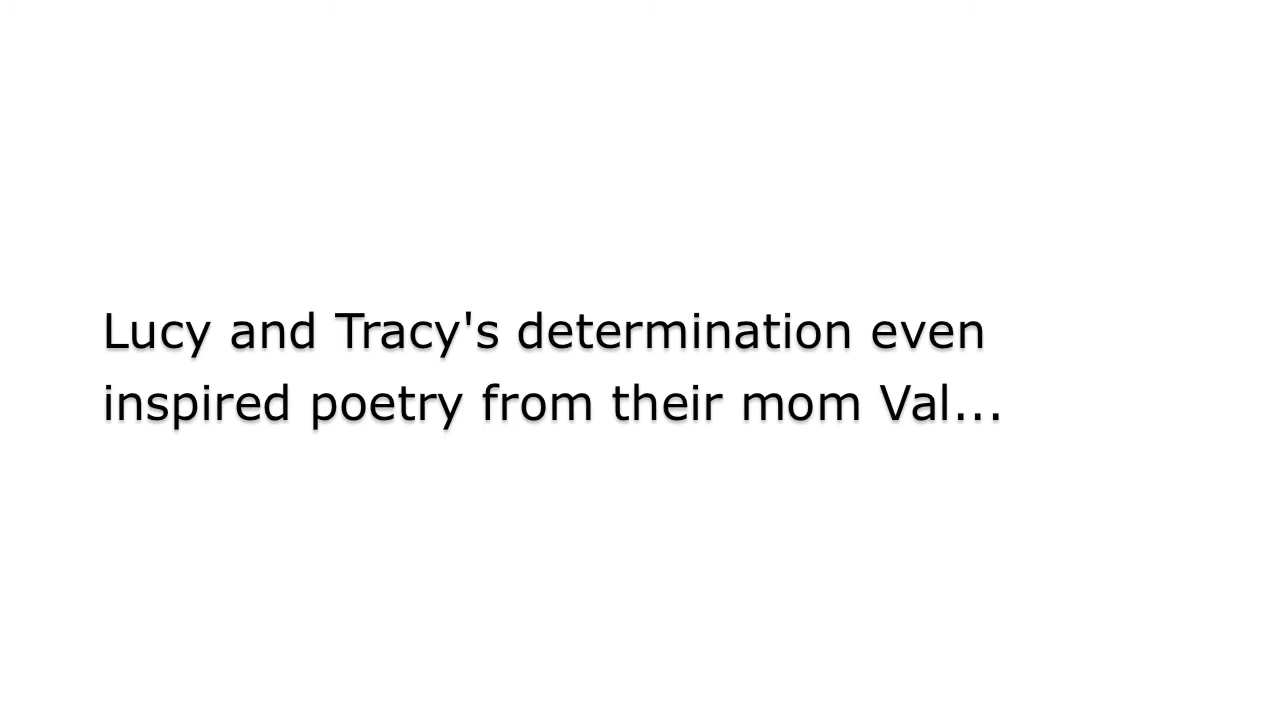 Lucy and Tracy's determination even
inspired poetry from their mom Val...